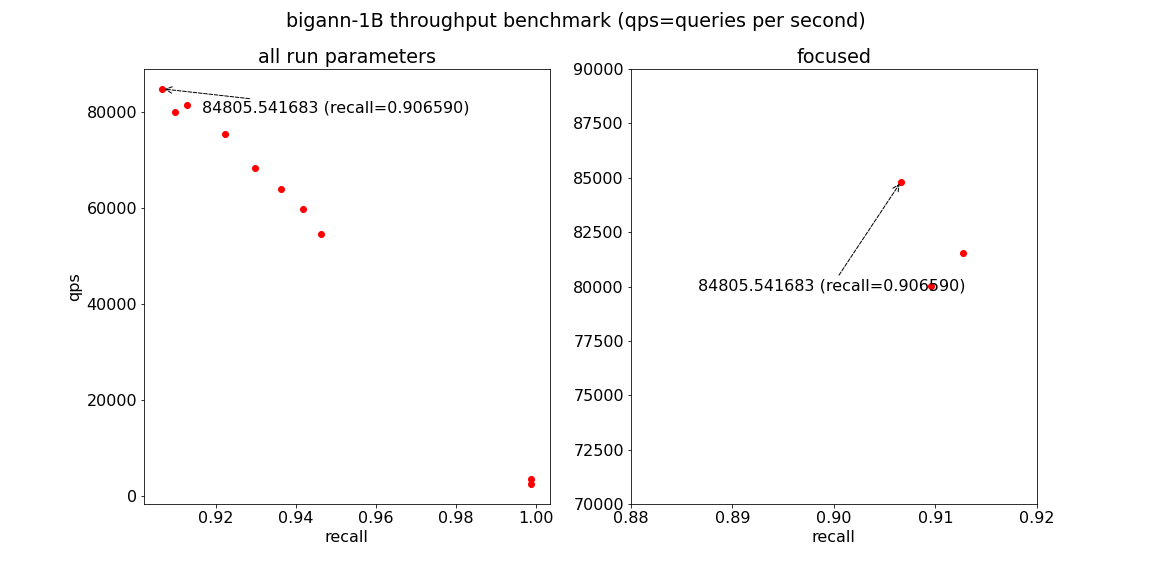 bigann-1B throughput benchmark (qps=queries per second)
all run parameters
84805.541683 (recall=0.906590)
80000
60000
40000
20000
0
qps
0.92 0.94 0.96 0.98 1.00
recall
focused
90000
87500
85000
82500
84805.541683 (recall=0.906590)
80000
77500
75000
72500
70000
0.88 0.89 0.90 0.91 0.92
recall